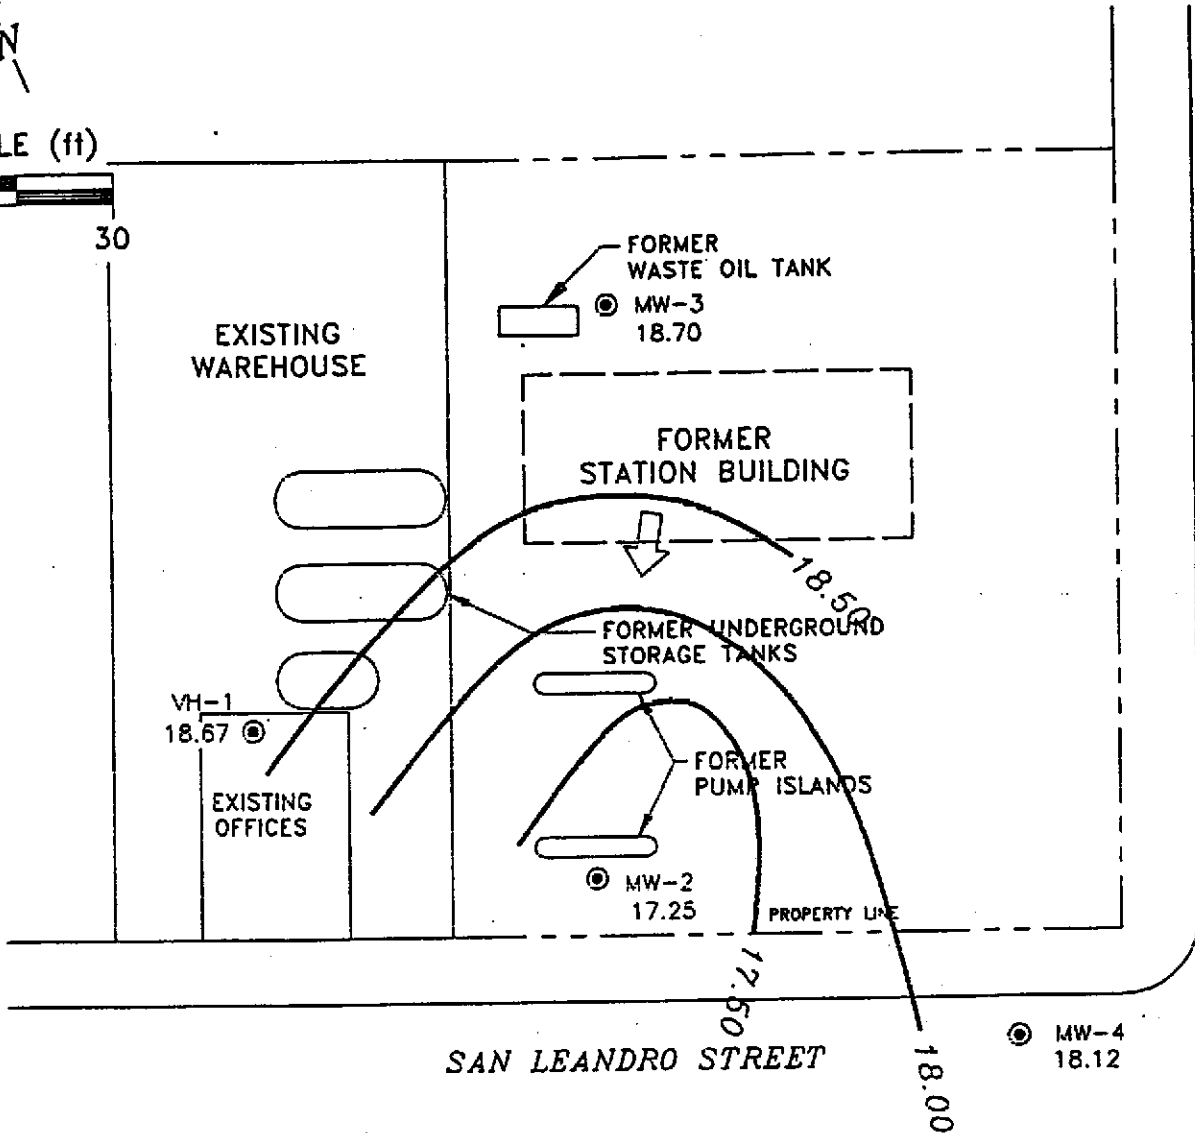 N
LE (ft)
30
FORMER
WASTE OIL TANK
MW-3
18.70
EXISTING
WAREHOUSE
FORMER
STATION BUILDING
18.50
FORMER UNDERGROUND
STORAGE TANKS
VH-1
18.67
FORMER
PUMP ISLANDS
EXISTING
OFFICES
MW-2
17.25
PROPERTY LINE
17.50
SAN LEANDRO STREET
MW-4
18.12
18.00